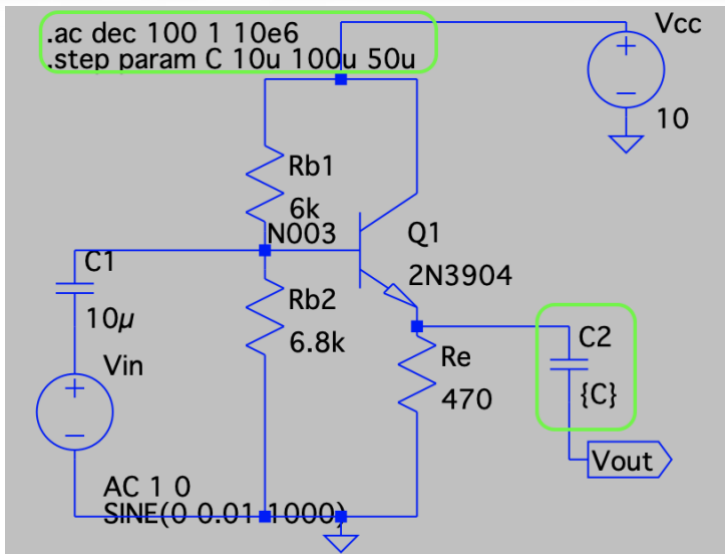 .ac dec 100 1 10e6
.step param C 10u 100u 50u
Vcc
10
Rb1
6k
N003
C1
10µ
Q1
2N3904
Rb2
6.8k
Vin
Re
470
C2
{C}
Vout
AC 1 0
SINE(0 0.01 1000)